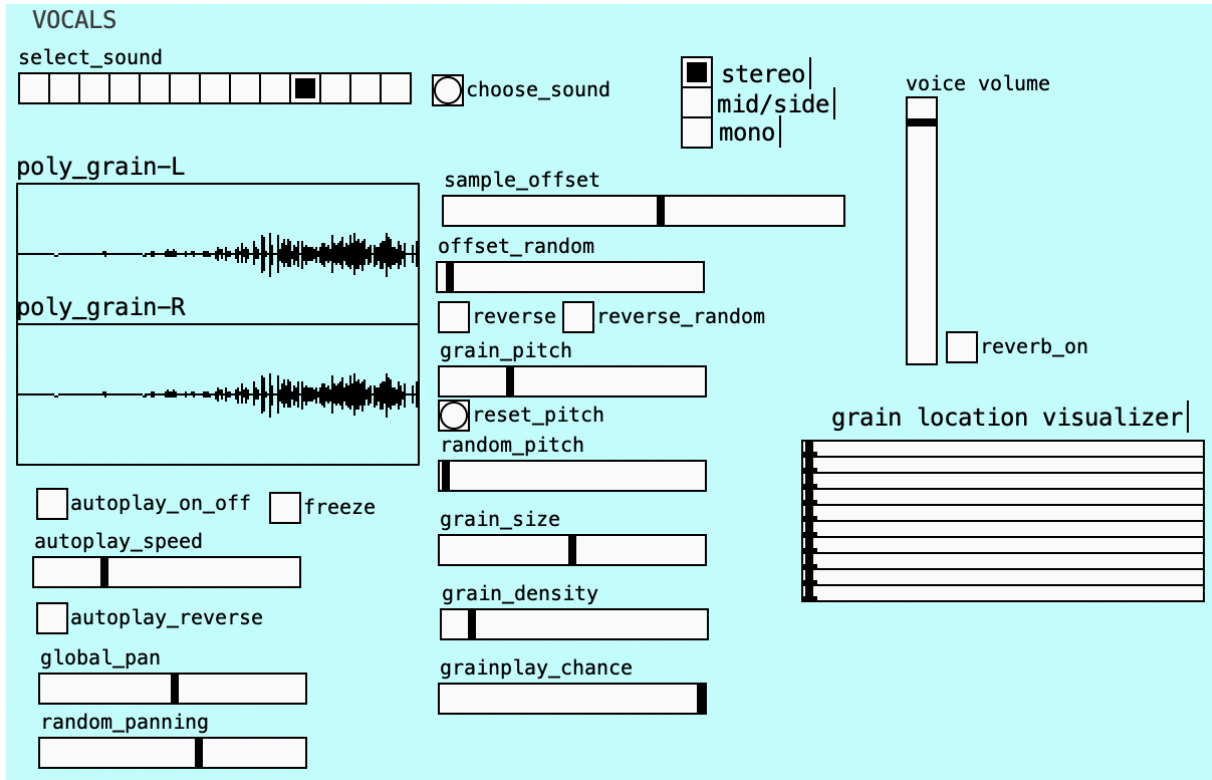 VOCALS
select_sound
choose_sound
stereo
mid/side
mono
voice volume
poly_grain-L
poly_grain-R
sample_offset
offset_random
reverse
reverse_random
grain_pitch
reset_pitch
random_pitch
grain_size
grain_density
grainplay_chance
reverb_on
grain location visualizer
autoplay_on_off
freeze
autoplay_speed
autoplay_reverse
global_pan
random_panning